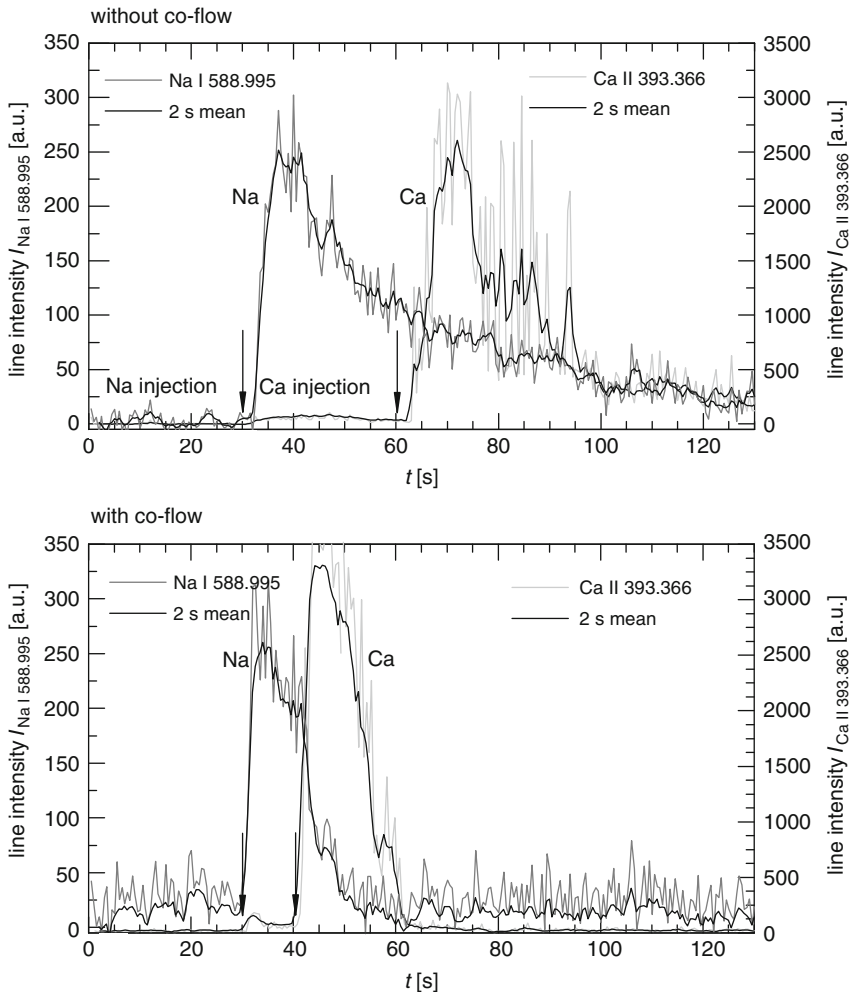 without co-flow
350
300
250
200
150
100
50
0
line intensity I Na I 588.995 [a.u.]
Na I 588.995
2 s mean
Ca II 393.366
2 s mean
Na
Ca
Na injection
Ca injection
3500
3000
2500
2000
1500
1000
500
0
line intensity I Ca II 393.366 [a.u.]
0 20 40 60 80 100 120
t [s]
with co-flow
350
300
250
200
150
100
50
0
line intensity I Na I 588.995 [a.u.]
Na I 588.995
2 s mean
Ca II 393.366
2 s mean
Na
Ca
3500
3000
2500
2000
1500
1000
500
0
line intensity I Ca II 393.366 [a.u.]
0 20 40 60 80 100 120
t [s]